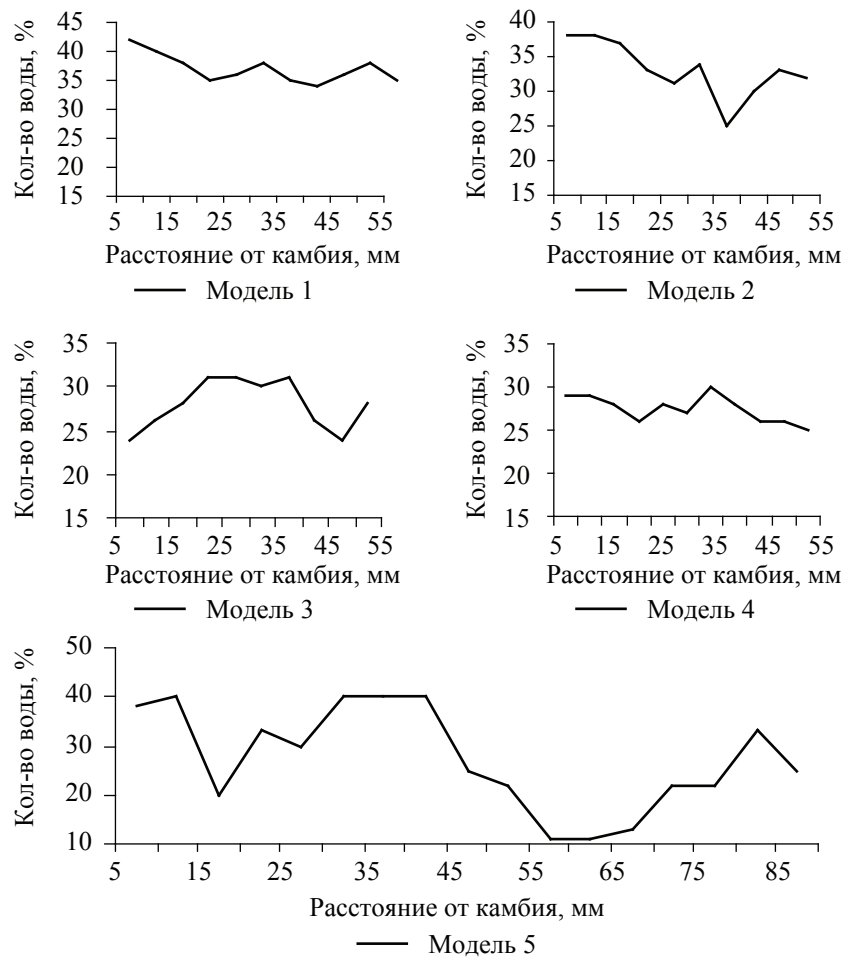 Кол-во воды, %
45
40
35
30
25
20
15
5 15 25 35 45 55
Расстояние от камбия, мм
Модель 1
Кол-во воды, %
40
35
30
25
20
15
5 15 25 35 45 55
Расстояние от камбия, мм
Модель 2
Кол-во воды, %
35
30
25
20
15
5 15 25 35 45 55
Расстояние от камбия, мм
Модель 3
Кол-во воды, %
35
30
25
20
15
5 15 25 35 45 55
Расстояние от камбия, мм
Модель 4
Кол-во воды, %
50
40
30
20
10
5 15 25 35 45 55 65 75 85
Расстояние от камбия, мм
Модель 5